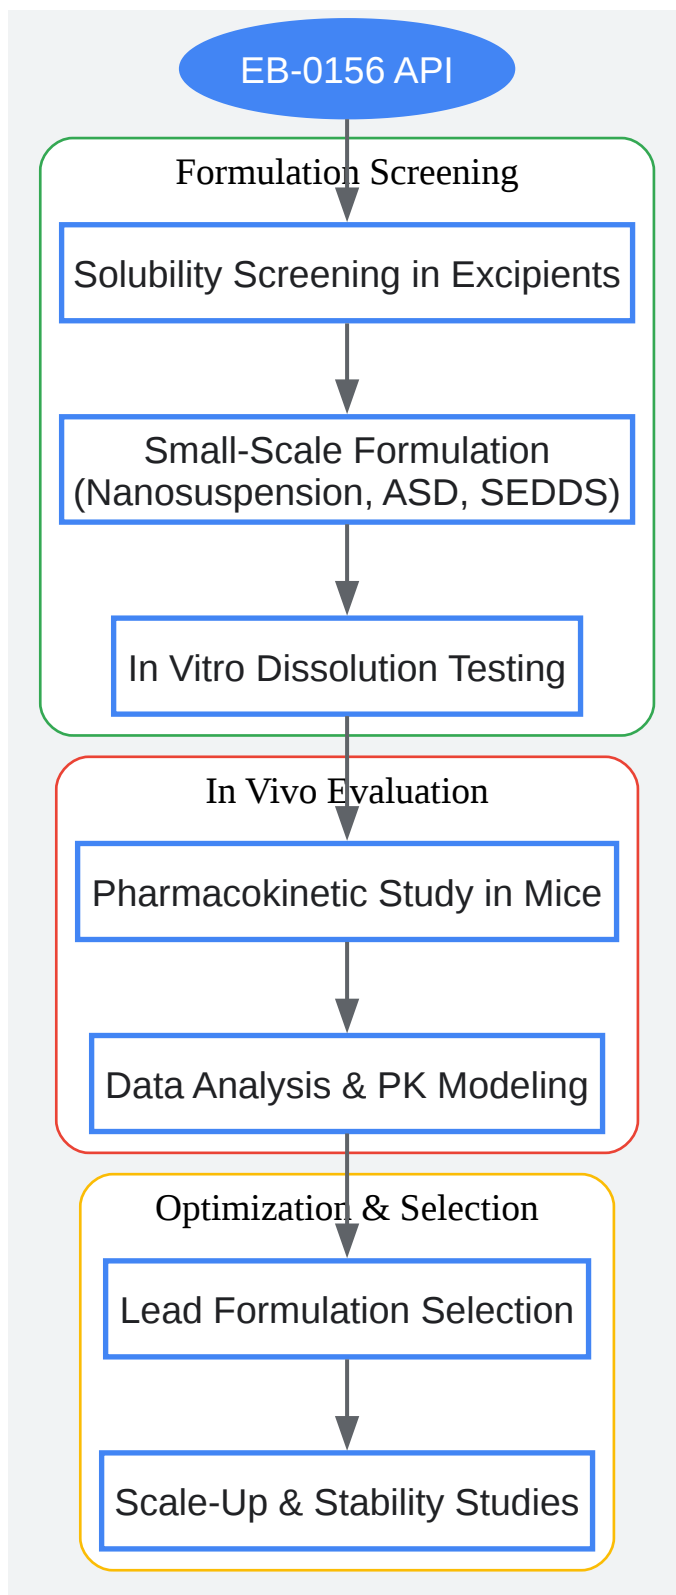 EB-0156 API
Formulation Screening
Solubility Screening in Excipients
Small-Scale Formulation
(Nanosuspension, ASD, SEDDS)
In Vitro Dissolution Testing
In Vivo Evaluation
Pharmacokinetic Study in Mice
Data Analysis & PK Modeling
Optimization & Selection
Lead Formulation Selection
Scale-Up & Stability Studies